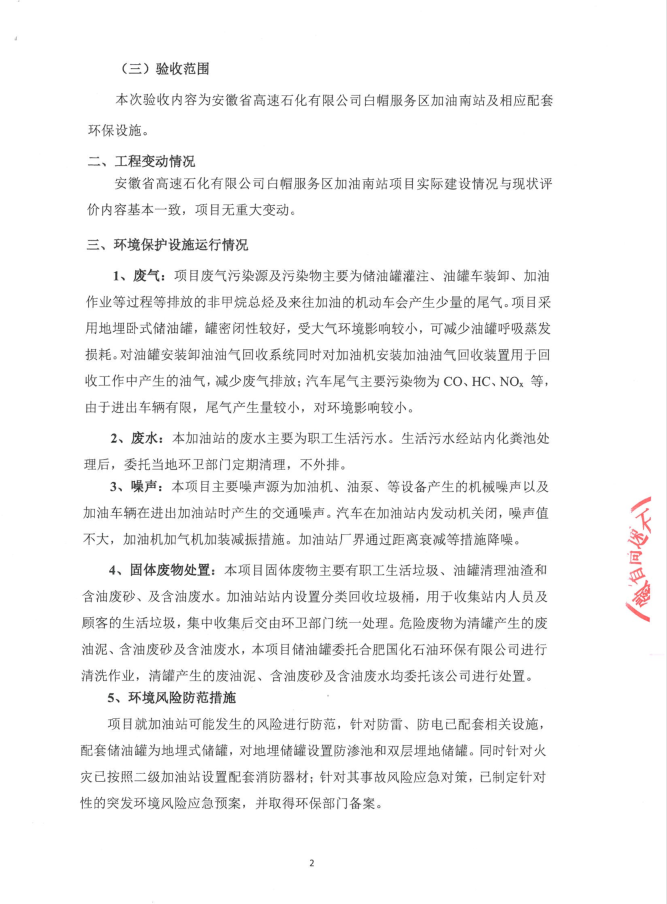 （三）验收范围
本次验收内容为安徽省高速石化有限公司白帽服务区加油南站及相应配套
环保设施。
二、工程变动情况
安徽省高速石化有限公司白帽服务区加油南站项目实际建设情况与现状评
价内容基本一致，项目无重大变动。
三、环境保护设施运行情况
1、废气：项目废气污染源及污染物主要为储油罐灌注、油罐车装卸、加油
作业等过程等排放的非甲烷总烃及来往加油的机动车会产生少量的尾气。项目采
用地埋卧式储油罐，罐密闭性较好，受大气环境影响较小，可减少油罐呼吸蒸发
损耗。对油罐安装卸油油气回收系统同时对加油机安装加油油气回收装置用于回
收工作中产生的油气，减少废气排放；汽车尾气主要污染物为 CO、HC、NOₓ 等，
由于进出车辆有限，尾气产生量较小，对环境影响较小。
2、废水：本加油站的废水主要为职工生活污水。生活污水经站内化粪池处
理后，委托当地环卫部门定期清理，不外排。
3、噪声：本项目主要噪声源为加油机、油泵、等设备产生的机械噪声以及
加油车辆在进出加油站时产生的交通噪声。汽车在加油站内发动机关闭，噪声值
不大，加油机加气机加装减振措施。加油站厂界通过距离衰减等措施降噪。
4、固体废物处置：本项目固体废物主要有职工生活垃圾、油罐清理油渣和
含油废砂、及含油废水。加油站站内设置分类回收垃圾桶，用于收集站内人员及
顾客的生活垃圾，集中收集后交由环卫部门统一处理。危险废物为清罐产生的废
油泥、含油废砂及含油废水，本项目储油罐委托合肥国化石油环保有限公司进行
清洗作业，清罐产生的废油泥、含油废砂及含油废水均委托该公司进行处置。
5、环境风险防范措施
项目就加油站可能发生的风险进行防范，针对防雷、防电已配套相关设施，
配套储油罐为地埋式储罐，对地埋储罐设置防渗池和双层埋地储罐。同时针对火
灾已按照二级加油站设置配套消防器材；针对其事故风险应急对策，已制定针对
性的突发环境风险应急预案，并取得环保部门备案。
2